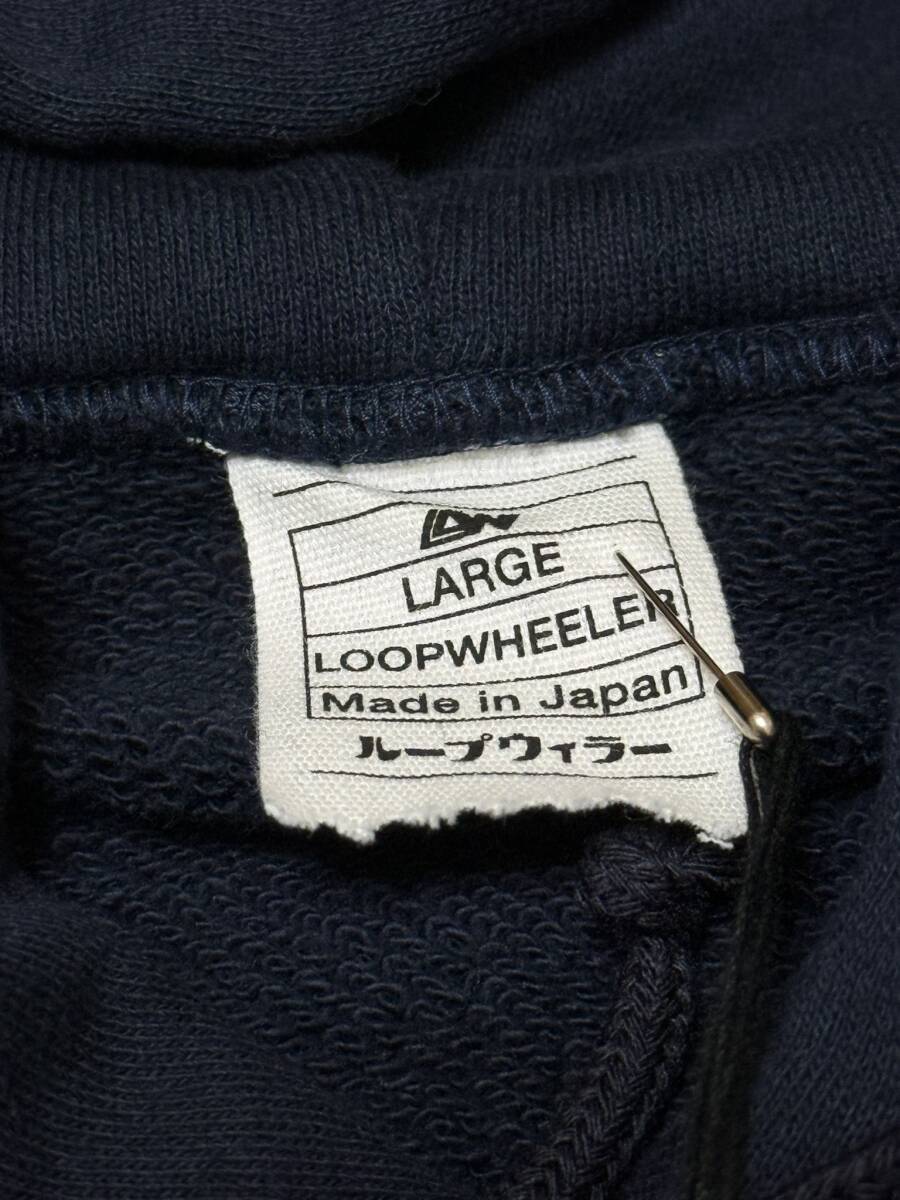 LW
LARGE
LOOPWHEELER
Made in Japan
ループウィラー